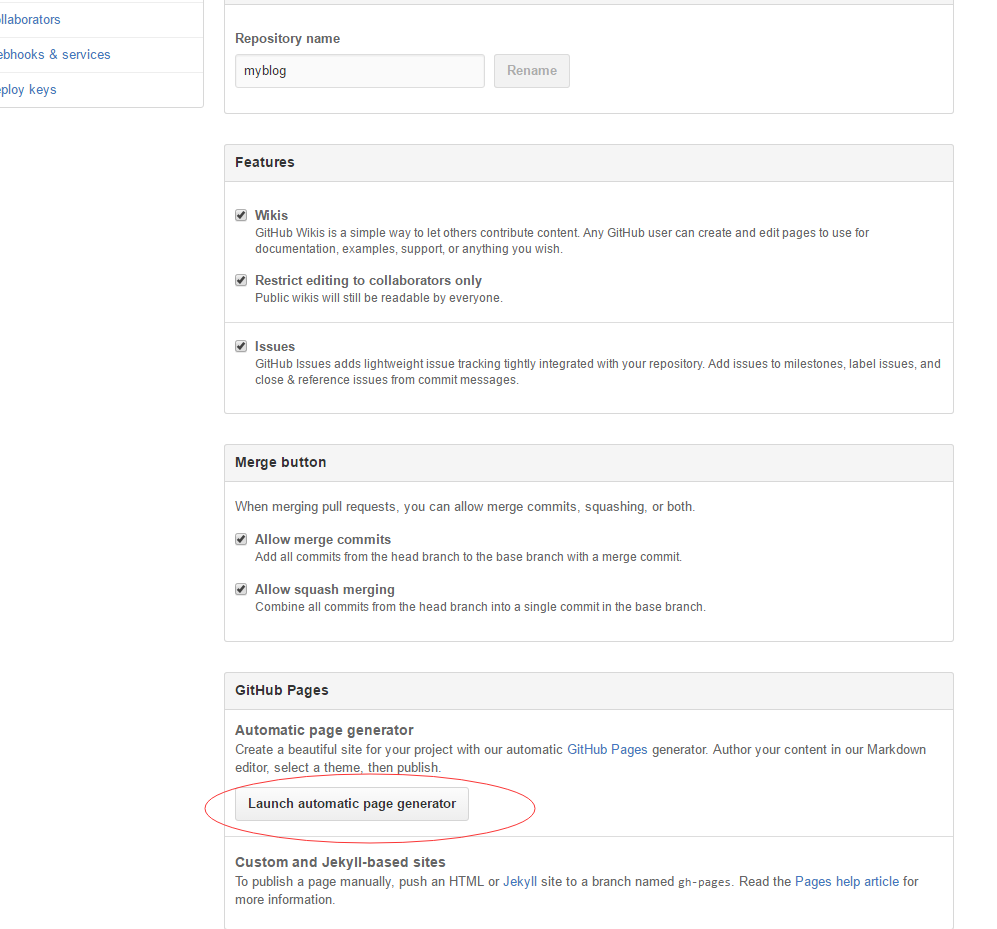 llaborators
ebhooks & services
ploy keys
Repository name
myblog
Rename
Features
Wikis
GitHub Wikis is a simple way to let others contribute content. Any GitHub user can create and edit pages to use for
documentation, examples, support, or anything you wish.
Restrict editing to collaborators only
Public wikis will still be readable by everyone.
Issues
GitHub Issues adds lightweight issue tracking tightly integrated with your repository. Add issues to milestones, label issues, and
close & reference issues from commit messages.
Merge button
When merging pull requests, you can allow merge commits, squashing, or both.
Allow merge commits
Add all commits from the head branch to the base branch with a merge commit.
Allow squash merging
Combine all commits from the head branch into a single commit in the base branch.
GitHub Pages
Automatic page generator
Create a beautiful site for your project with our automatic GitHub Pages generator. Author your content in our Markdown
editor, select a theme, then publish.
Launch automatic page generator
Custom and Jekyll-based sites
To publish a page manually, push an HTML or Jekyll site to a branch named gh-pages. Read the Pages help article for
more information.